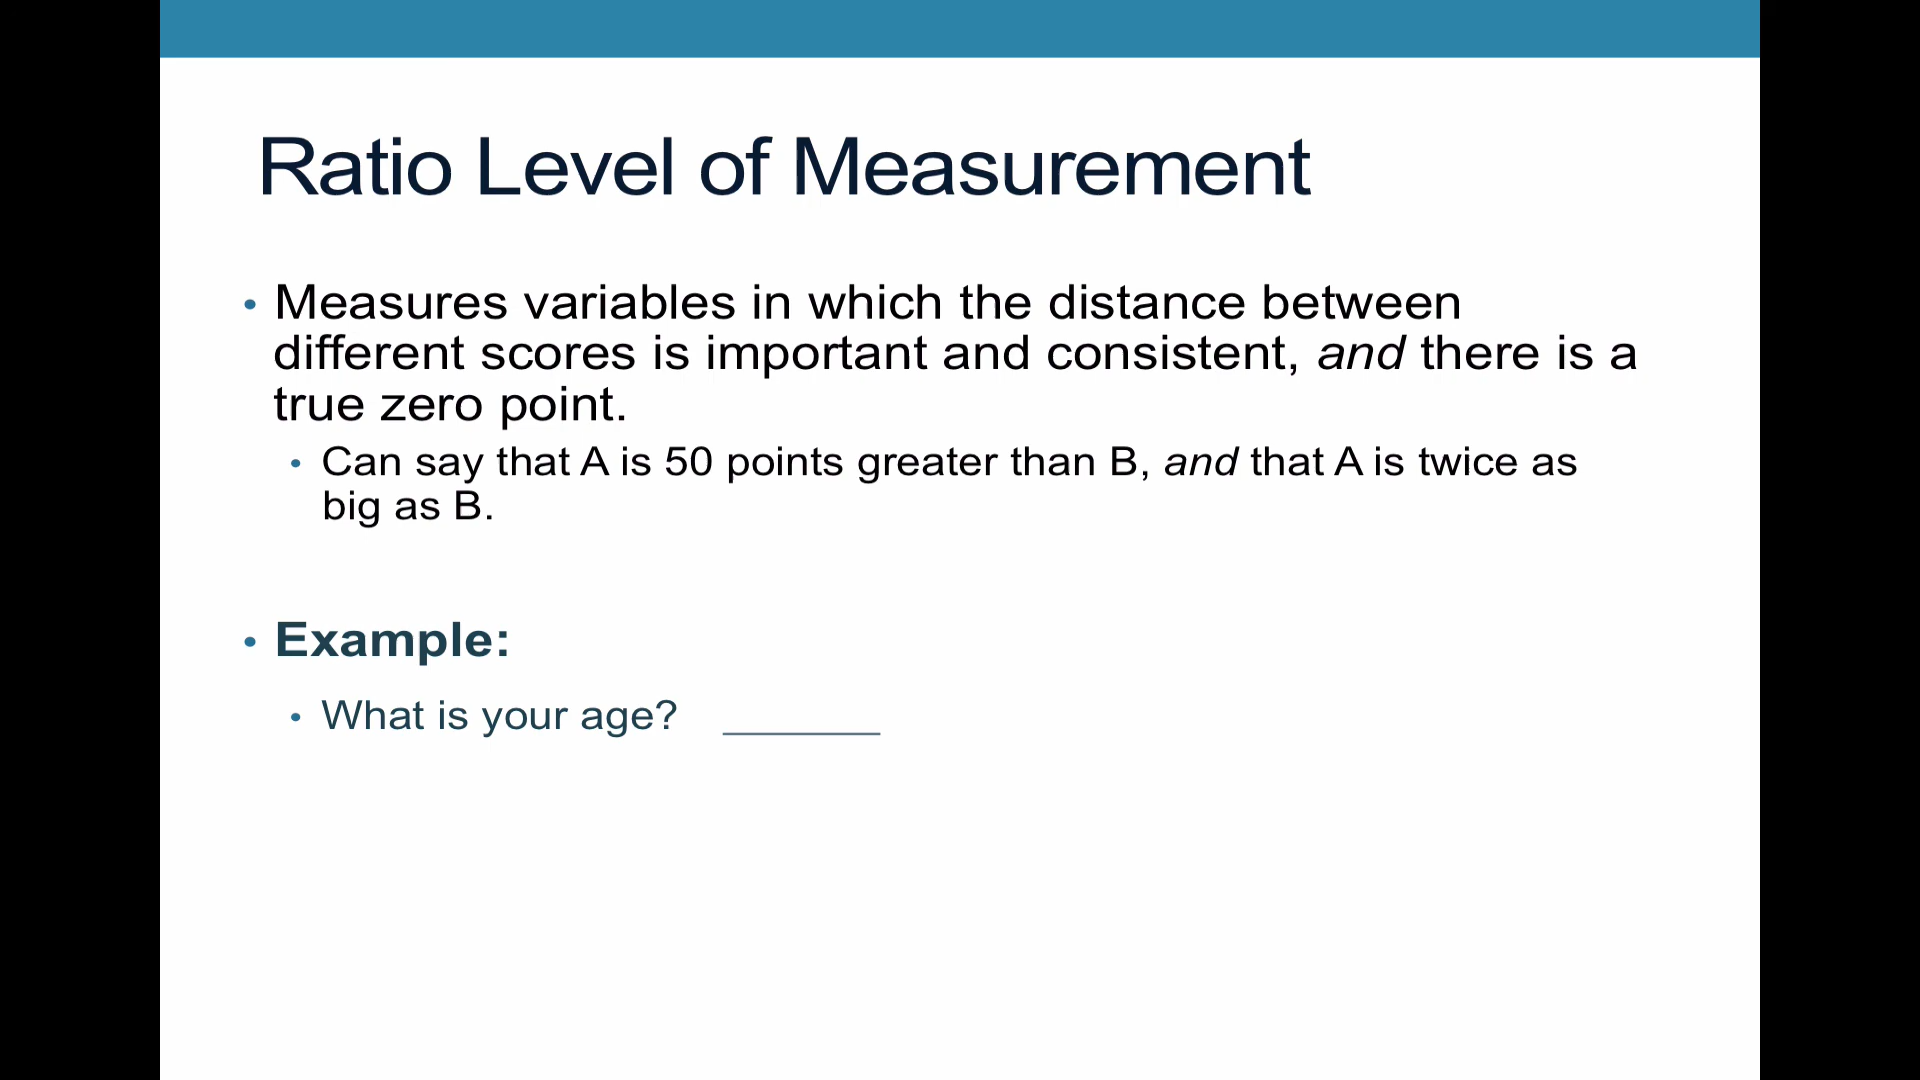 Ratio Level of Measurement
• Measures variables in which the distance between
different scores is important and consistent, and there is a
true zero point.
• Can say that A is 50 points greater than B, and that A is twice as
big as B.
• Example:
• What is your age? _______